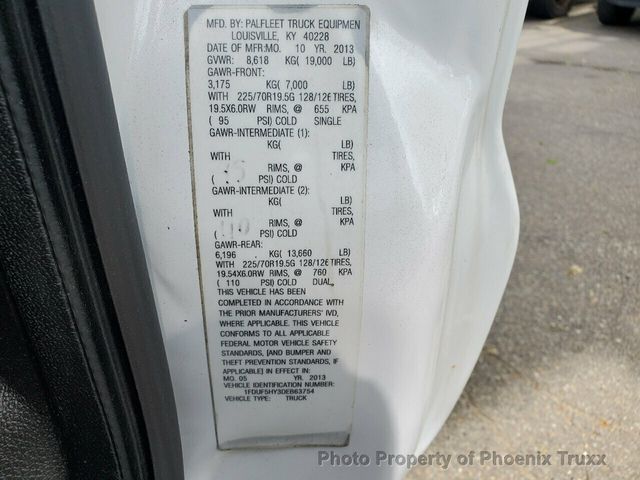 MFD. BY: PALFLEET TRUCK EQUIPMEN
LOUISVILLE, KY 40228
DATE OF MFR:MO. 10 YR. 2013
GVWR: 8,618 KG( 19,000 LB)
GAWR-FRONT:
3,175 KG( 7,000 LB)
WITH 225/70R19.5G 128/126 TIRES,
19.5X6.0RW RIMS, @ 655 KPA
( 95 PSI) COLD SINGLE
GAWR-INTERMEDIATE (1):
KG( LB)
WITH TIRES,
RIMS, @ KPA
( PSI) COLD
GAWR-INTERMEDIATE (2):
KG( LB)
WITH TIRES,
RIMS, @ KPA
( PSI) COLD
GAWR-REAR:
6,196 KG( 13,660 LB)
WITH 225/70R19.5G 128/126 TIRES,
19.54X6.0RW RIMS, @ 760 KPA
( 110 PSI) COLD DUAL
THIS VEHICLE HAS BEEN
COMPLETED IN ACCORDANCE WITH
THE PRIOR MANUFACTURERS' IVD,
WHERE APPLICABLE. THIS VEHICLE
CONFORMS TO ALL APPLICABLE
FEDERAL MOTOR VEHICLE SAFETY
STANDARDS, [AND BUMPER AND
THEFT PREVENTION STANDARDS, IF
APPLICABLE] IN EFFECT IN
MO. 05 YR. 2013
VEHICLE IDENTIFICATION NUMBER:
1FDUF5HY3DEB63754
VEHICLE TYPE: TRUCK
Photo Property of Phoenix Truxx